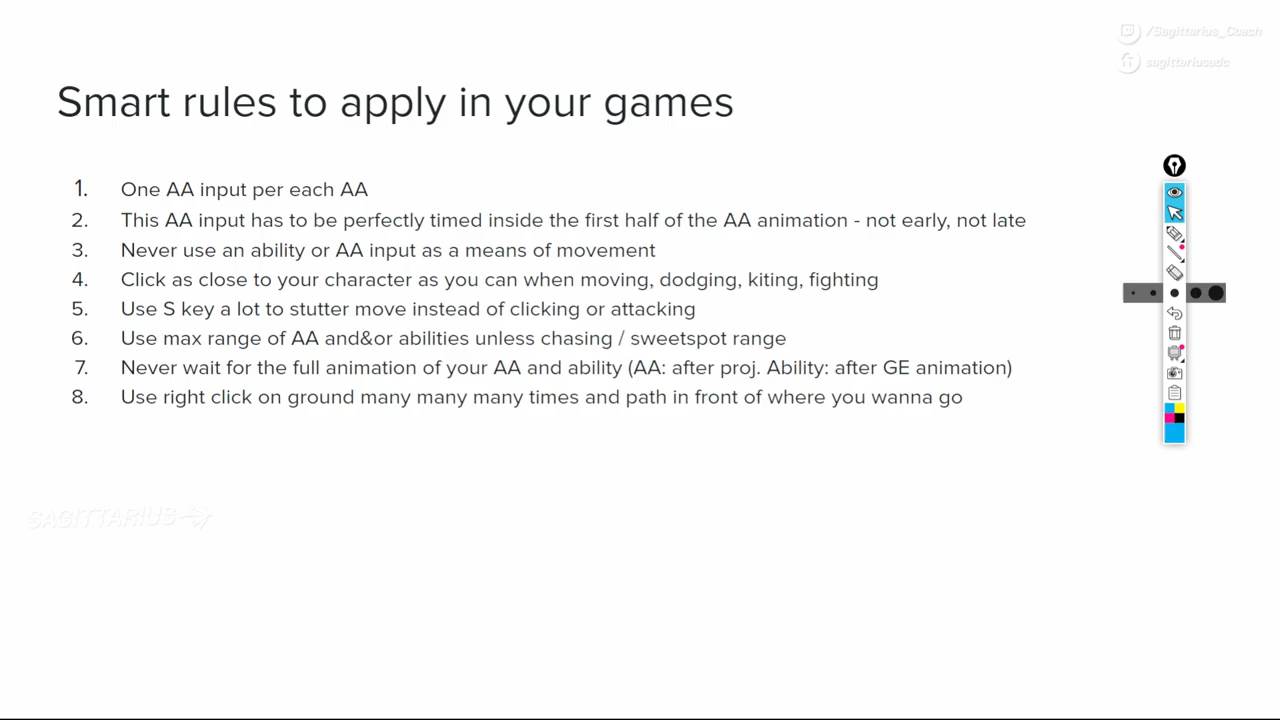 /Sagittarius_Coach
sagittariusadc
Smart rules to apply in your games
1. One AA input per each AA
2. This AA input has to be perfectly timed inside the first half of the AA animation - not early, not late
3. Never use an ability or AA input as a means of movement
4. Click as close to your character as you can when moving, dodging, kiting, fighting
5. Use S key a lot to stutter move instead of clicking or attacking
6. Use max range of AA and&or abilities unless chasing / sweetspot range
7. Never wait for the full animation of your AA and ability (AA: after proj. Ability: after GE animation)
8. Use right click on ground many many many times and path in front of where you wanna go
SAGITTARIUS